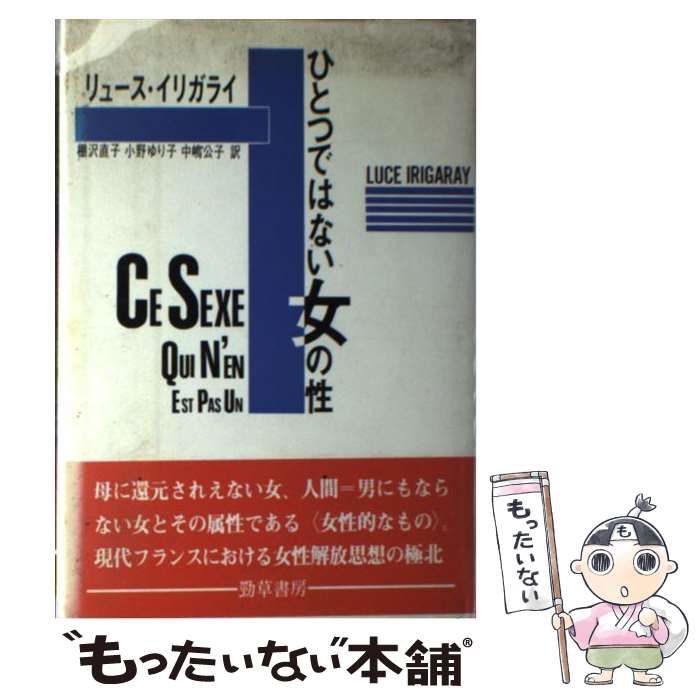 リュース・イリガライ
棚沢直子 小野ゆり子 中嶋公子 訳
ひとつではない女の性
LUCE IRIGARAY
CE SEXE
QUI N'EN
EST PAS UN
母に還元されえない女、人間=男にもなら
ない女とその属性である〈女性的なもの〉。
現代フランスにおける女性解放思想の極北
勁草書房
も
もったいない
"もったいない本舗®